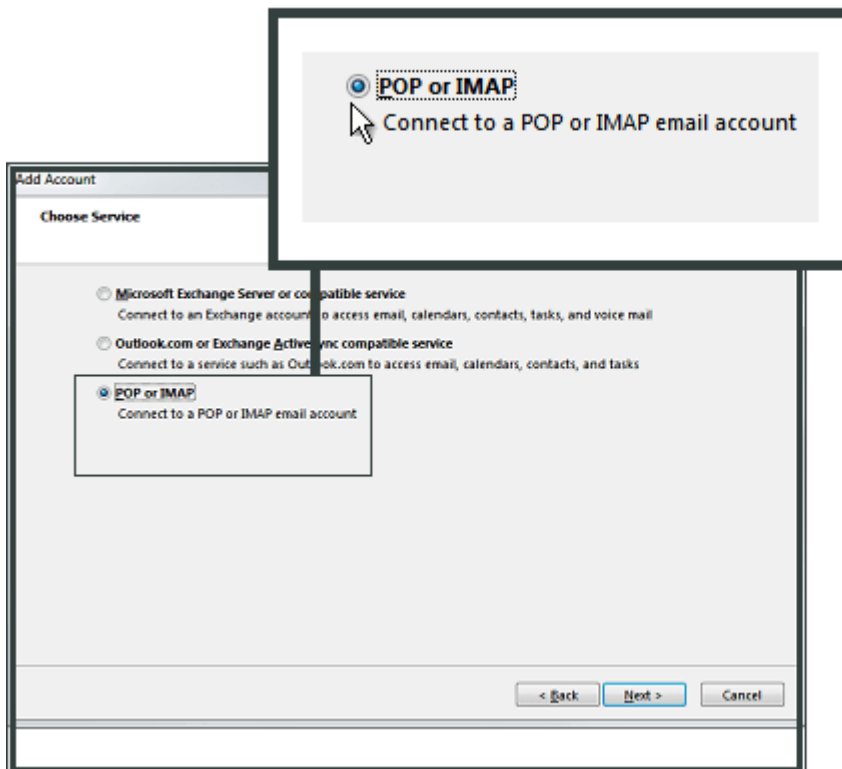 POP or IMAP
Connect to a POP or IMAP email account
Add Account
Choose Service
Microsoft Exchange Server or compatible service
Connect to an Exchange account to access email, calendars, contacts, tasks, and voice mail
Outlook.com or Exchange ActiveSync compatible service
Connect to a service such as Outlook.com to access email, calendars, contacts, and tasks
POP or IMAP
Connect to a POP or IMAP email account
< Back Next > Cancel